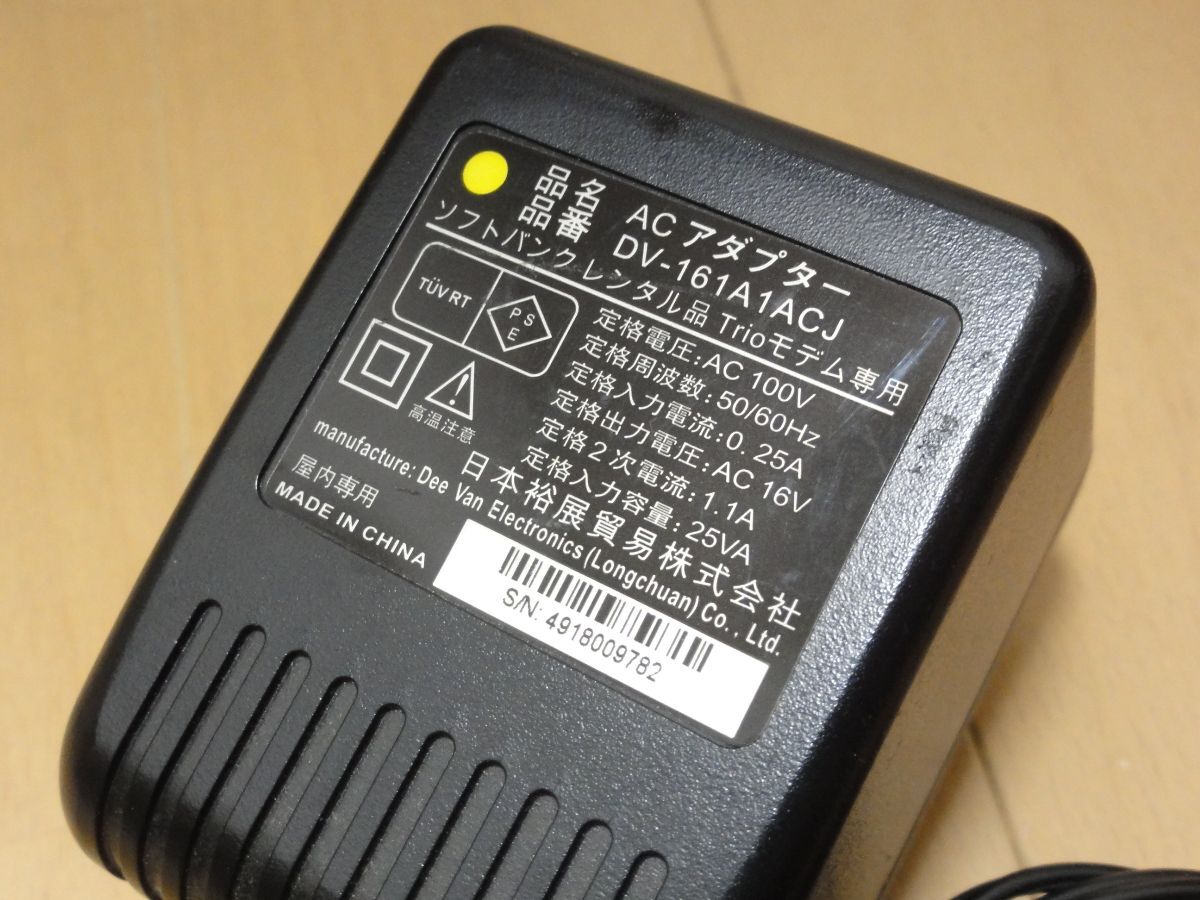 品名 ACアダプター
品番 DV-161A1ACJ
ソフトバンクレンタル品 Trioモデム専用
TÜV RT
PS
E
定格電圧:AC 100V
定格周波数:50/60Hz
定格入力電流:0.25A
定格出力電圧:AC 16V
定格2次電流:1.1A
定格入力容量:25VA
高温注意
日本裕展貿易株式会社
manufacture: Dee Van Electronics (Longchuan) Co., Ltd.
屋内専用
MADE IN CHINA
S/N: 4918009782